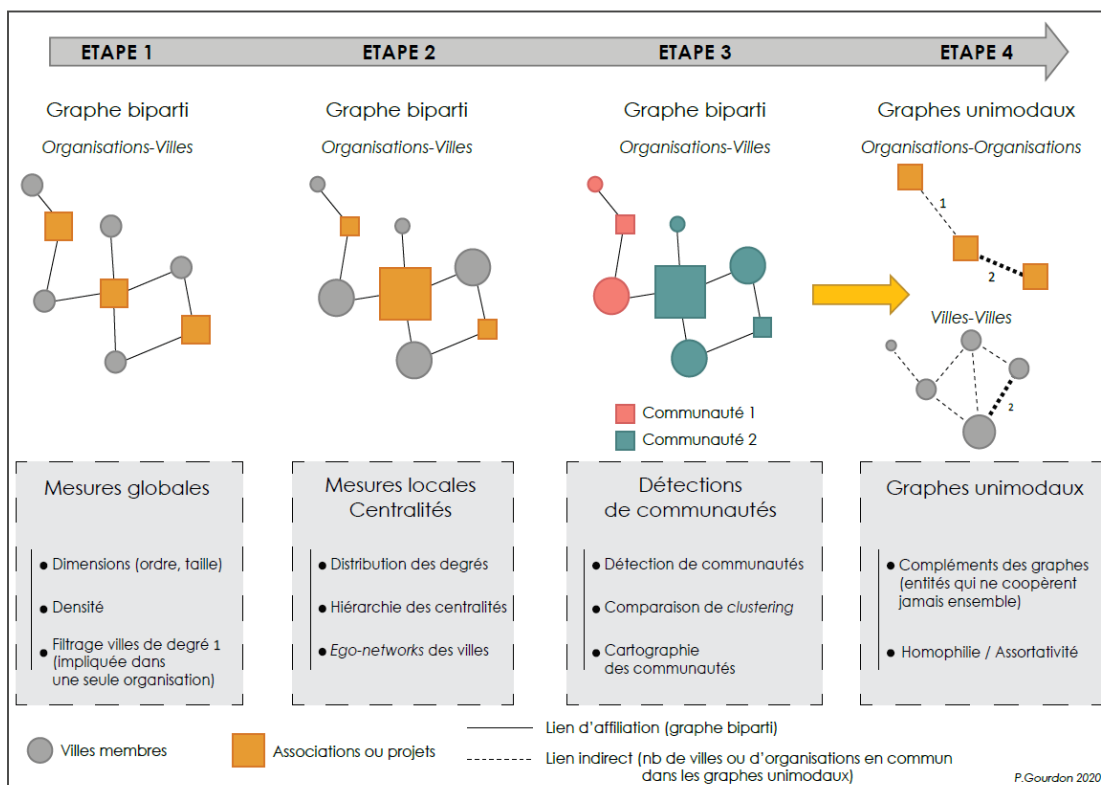 ETAPE 1
ETAPE 2
ETAPE 3
ETAPE 4
Graphe biparti
Organisations-Villes
Graphe biparti
Organisations-Villes
Graphe biparti
Organisations-Villes
Graphes unimodaux
Organisations-Organisations
1
2
Villes-Villes
2
Communauté 1
Communauté 2
Mesures globales
• Dimensions (ordre, taille)
• Densité
• Filtrage villes de degré 1
(impliquée dans
une seule organisation)
Mesures locales
Centralités
• Distribution des degrés
• Hiérarchie des centralités
• Ego-networks des villes
Détections
de communautés
• Détection de communautés
• Comparaison de clustering
• Cartographie
des communautés
Graphes unimodaux
• Compléments des graphes
(entités qui ne coopèrent
jamais ensemble)
• Homophilie / Assortativité
Villes membres
Associations ou projets
Lien d'affiliation (graphe biparti)
Lien indirect (nb de villes ou d'organisations en commun
dans les graphes unimodaux)
P.Gourdon 2020